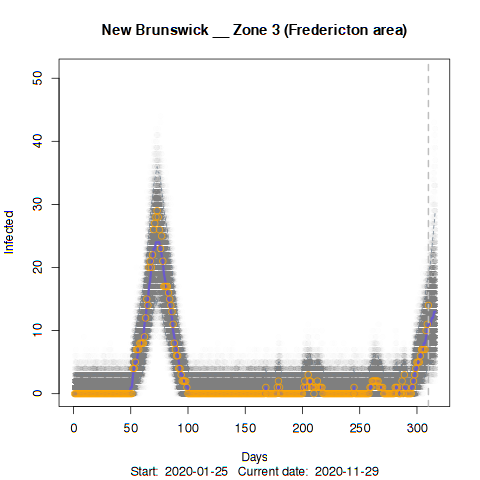 New Brunswick __ Zone 3 (Fredericton area)
50
40
30
20
10
0
Infected
0 50 100 150 200 250 300
Days
Start: 2020-01-25 Current date: 2020-11-29